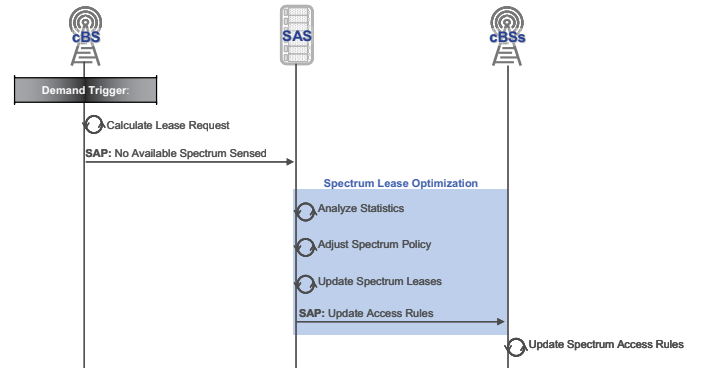 cBS
SAS
cBSs
Demand Trigger:
Calculate Lease Request
SAP: No Available Spectrum Sensed
Spectrum Lease Optimization
Analyze Statistics
Adjust Spectrum Policy
Update Spectrum Leases
SAP: Update Access Rules
Update Spectrum Access Rules